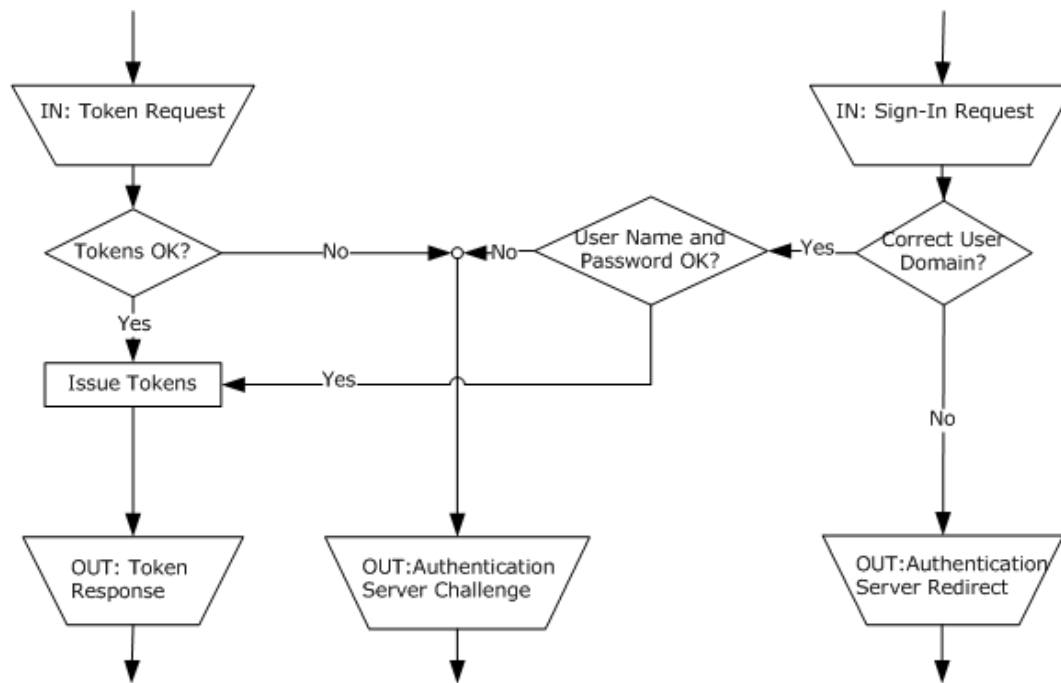 IN: Token Request
IN: Sign-In Request
Tokens OK?
No
No
User Name and
Password OK?
Yes
Correct User
Domain?
Yes
Issue Tokens
Yes
No
OUT: Token
Response
OUT:Authentication
Server Challenge
OUT:Authentication
Server Redirect